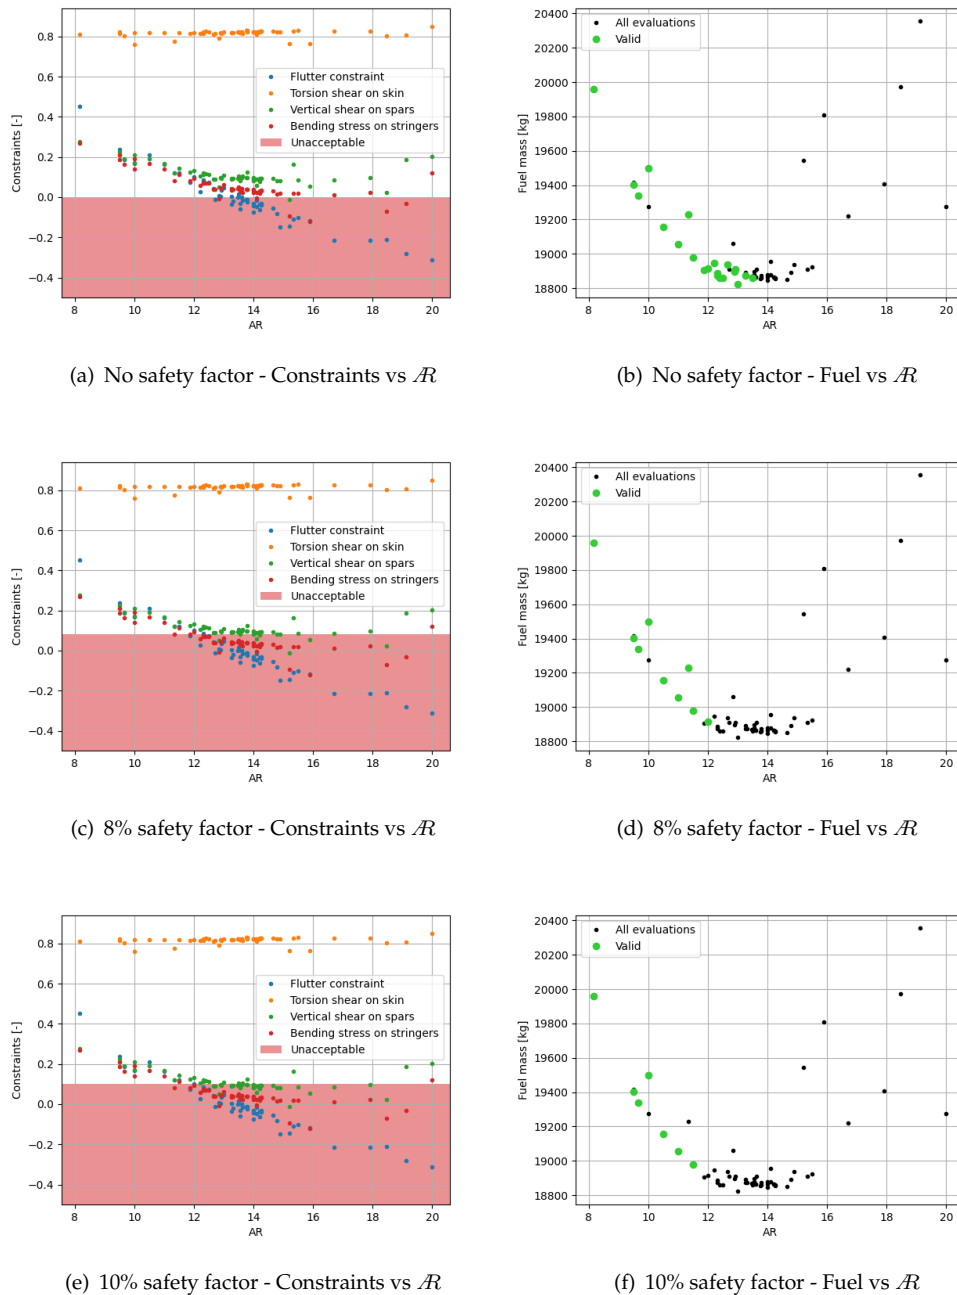 0.8
0.6
0.4
0.2
0.0
−0.2
−0.4
Constraints [-]
Flutter constraint
Torsion shear on skin
Vertical shear on spars
Bending stress on stringers
Unacceptable
8 10 12 14 16 18 20
AR
20400
20200
20000
19800
19600
19400
19200
19000
18800
Fuel mass [kg]
All evaluations
Valid
8 10 12 14 16 18 20
AR
(a) No safety factor - Constraints vs Æ
(b) No safety factor - Fuel vs Æ
0.8
0.6
0.4
0.2
0.0
−0.2
−0.4
Constraints [-]
Flutter constraint
Torsion shear on skin
Vertical shear on spars
Bending stress on stringers
Unacceptable
8 10 12 14 16 18 20
AR
20400
20200
20000
19800
19600
19400
19200
19000
18800
Fuel mass [kg]
All evaluations
Valid
8 10 12 14 16 18 20
AR
(c) 8% safety factor - Constraints vs Æ
(d) 8% safety factor - Fuel vs Æ
0.8
0.6
0.4
0.2
0.0
−0.2
−0.4
Constraints [-]
Flutter constraint
Torsion shear on skin
Vertical shear on spars
Bending stress on stringers
Unacceptable
8 10 12 14 16 18 20
AR
20400
20200
20000
19800
19600
19400
19200
19000
18800
Fuel mass [kg]
All evaluations
Valid
8 10 12 14 16 18 20
AR
(e) 10% safety factor - Constraints vs Æ
(f) 10% safety factor - Fuel vs Æ